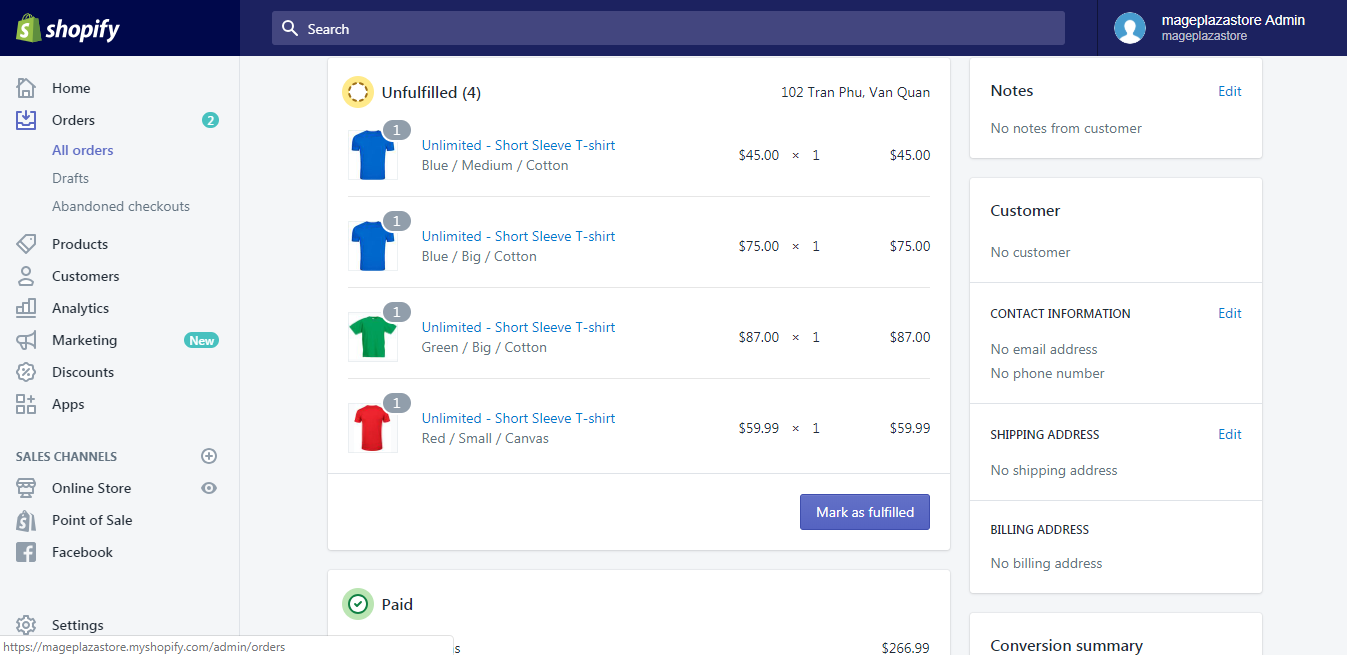 shopify
Search
mageplazastore Admin
mageplazastore
Home
Orders 2
All orders
Drafts
Abandoned checkouts
Products
Customers
Analytics
Marketing New
Discounts
Apps
SALES CHANNELS
Online Store
Point of Sale
Facebook
Settings
https://mageplazastore.myshopify.com/admin/orders
Unfulfilled (4) 102 Tran Phu, Van Quan
1
Unlimited - Short Sleeve T-shirt
Blue / Medium / Cotton
$45.00 × 1 $45.00
1
Unlimited - Short Sleeve T-shirt
Blue / Big / Cotton
$75.00 × 1 $75.00
1
Unlimited - Short Sleeve T-shirt
Green / Big / Cotton
$87.00 × 1 $87.00
1
Unlimited - Short Sleeve T-shirt
Red / Small / Canvas
$59.99 × 1 $59.99
Mark as fulfilled
Paid
s $266.99
Notes Edit
No notes from customer
Customer
No customer
CONTACT INFORMATION Edit
No email address
No phone number
SHIPPING ADDRESS Edit
No shipping address
BILLING ADDRESS
No billing address
Conversion summary